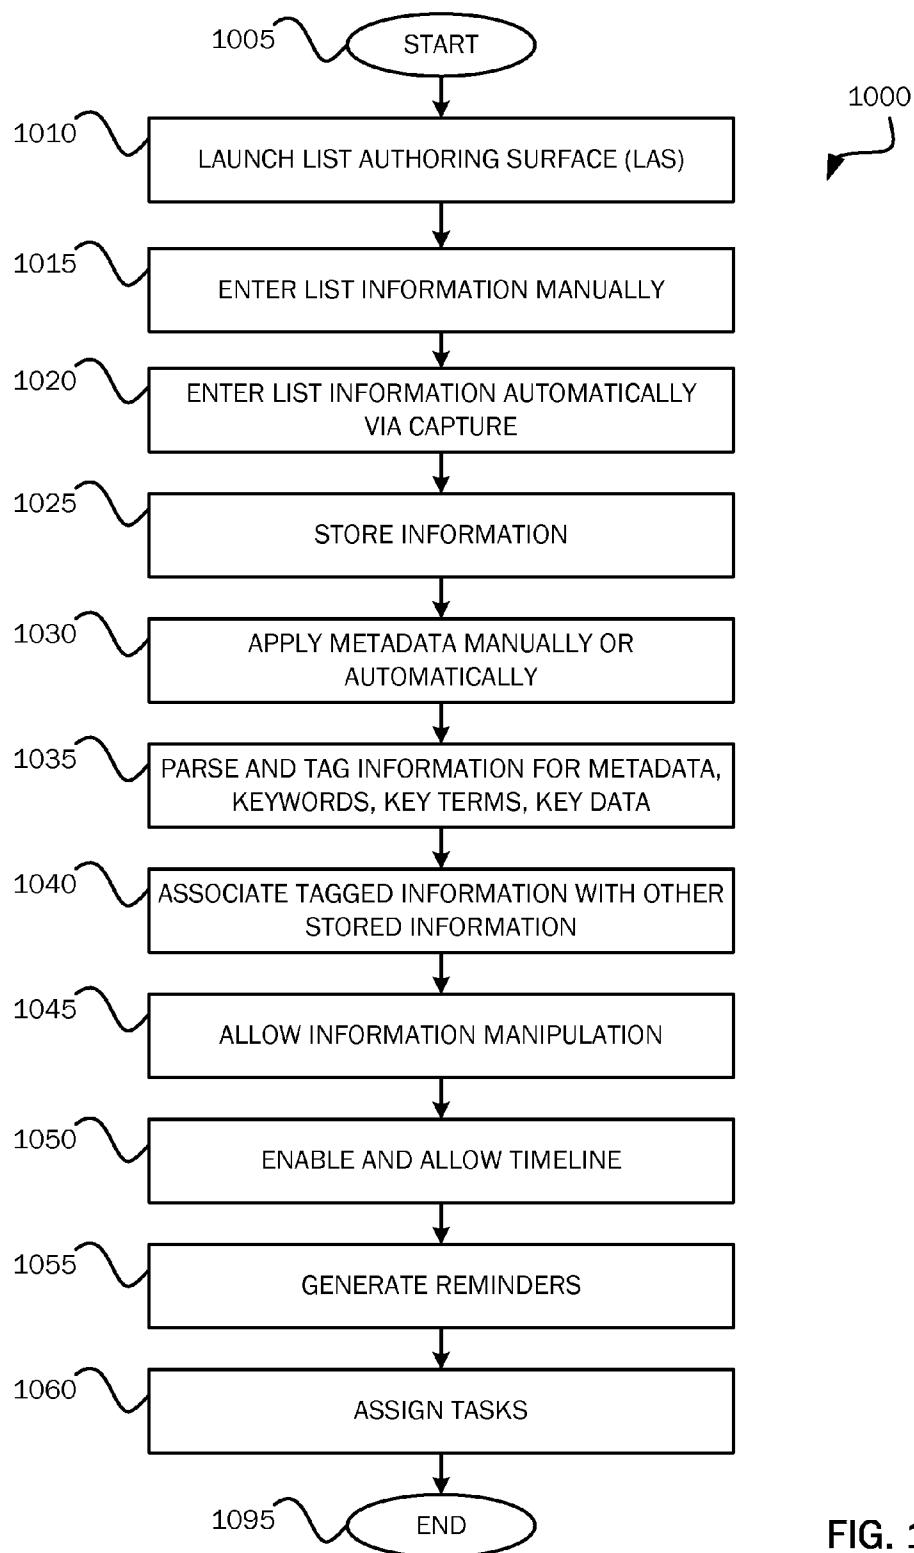 1005
START
1000
1010
LAUNCH LIST AUTHORING SURFACE (LAS)
1015
ENTER LIST INFORMATION MANUALLY
1020
ENTER LIST INFORMATION AUTOMATICALLY
VIA CAPTURE
1025
STORE INFORMATION
1030
APPLY METADATA MANUALLY OR
AUTOMATICALLY
1035
PARSE AND TAG INFORMATION FOR METADATA,
KEYWORDS, KEY TERMS, KEY DATA
1040
ASSOCIATE TAGGED INFORMATION WITH OTHER
STORED INFORMATION
1045
ALLOW INFORMATION MANIPULATION
1050
ENABLE AND ALLOW TIMELINE
1055
GENERATE REMINDERS
1060
ASSIGN TASKS
1095
END
FIG.